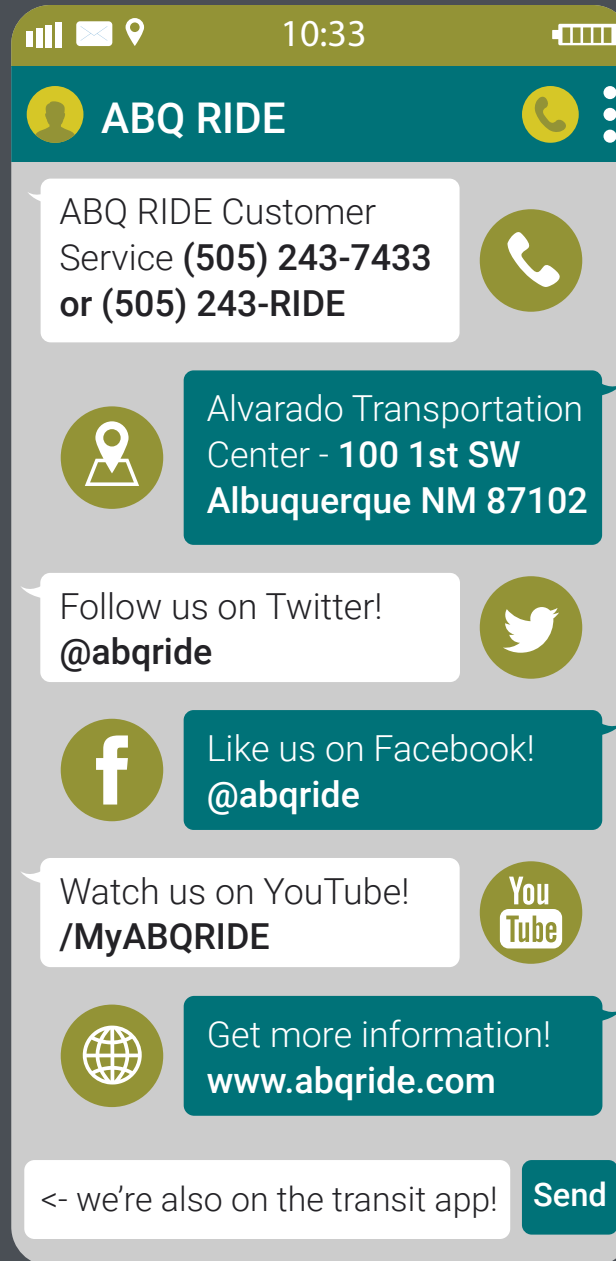 10:33
ABQ RIDE
ABQ RIDE Customer
Service (505) 243-7433
or (505) 243-RIDE
Alvarado Transportation
Center - 100 1st SW
Albuquerque NM 87102
Follow us on Twitter!
@abqride
Like us on Facebook!
@abqride
Watch us on YouTube!
/MyABQRIDE
You
Tube
Get more information!
www.abqride.com
<- we’re also on the transit app!
Send